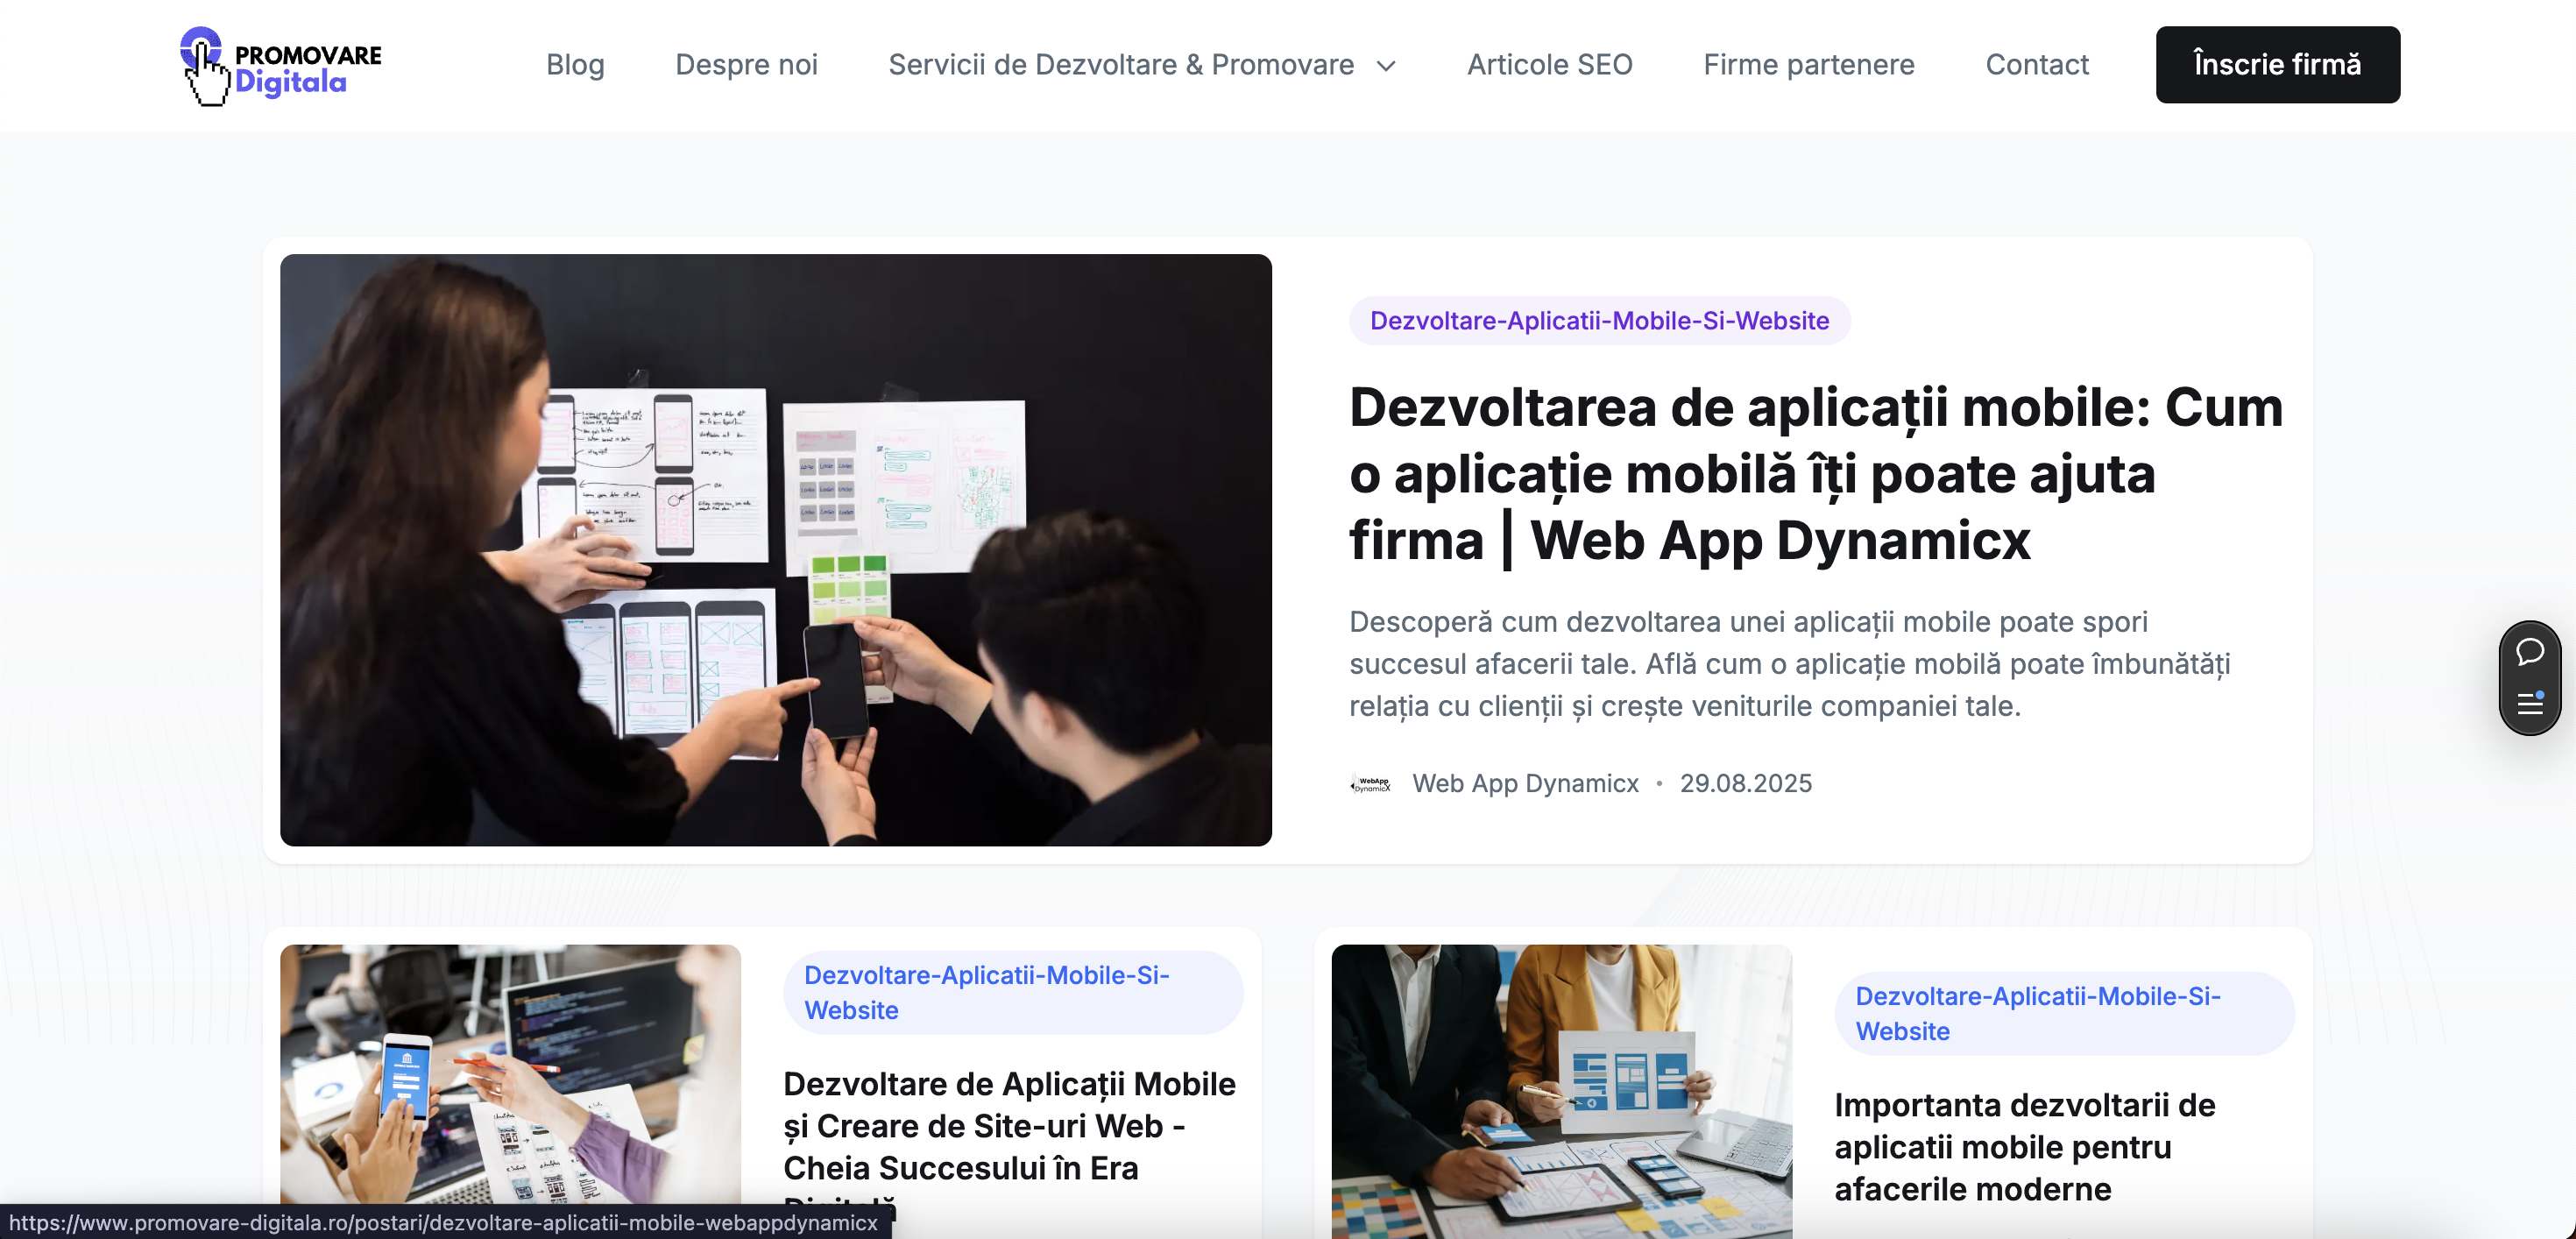 PROMOVARE
Digitala
Blog
Despre noi
Servicii de Dezvoltare & Promovare
Articole SEO
Firme partenere
Contact
Înscrie firmă
Dezvoltare-Aplicatii-Mobile-Si-Website
Dezvoltarea de aplicații mobile: Cum
o aplicație mobilă îți poate ajuta
firma | Web App Dynamicx
Descoperă cum dezvoltarea unei aplicații mobile poate spori
succesul afacerii tale. Află cum o aplicație mobilă poate îmbunătăți
relația cu clienții și crește veniturile companiei tale.
WebApp
DynamicX
Web App Dynamicx • 29.08.2025
Dezvoltare-Aplicatii-Mobile-Si-
Website
Dezvoltare de Aplicații Mobile
și Creare de Site-uri Web -
Cheia Succesului în Era
Digitală
Dezvoltare-Aplicatii-Mobile-Si-
Website
Importanta dezvoltarii de
aplicatii mobile pentru
afacerile moderne
https://www.promovare-digitala.ro/postari/dezvoltare-aplicatii-mobile-webappdynamicx